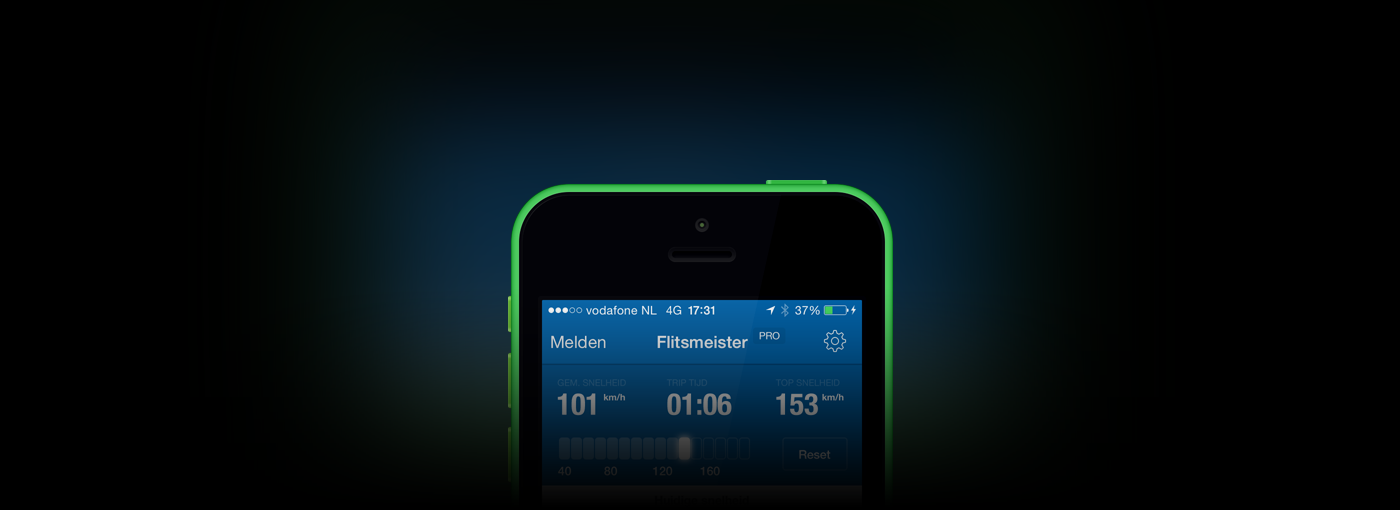 vodafone NL 4G 17:31 37%
Melden Flitsmeister PRO
GEM. SNELHEID TRIP TIJD TOP SNELHEID
101 km/h 01:06 153 km/h
40 80 120 160 Reset